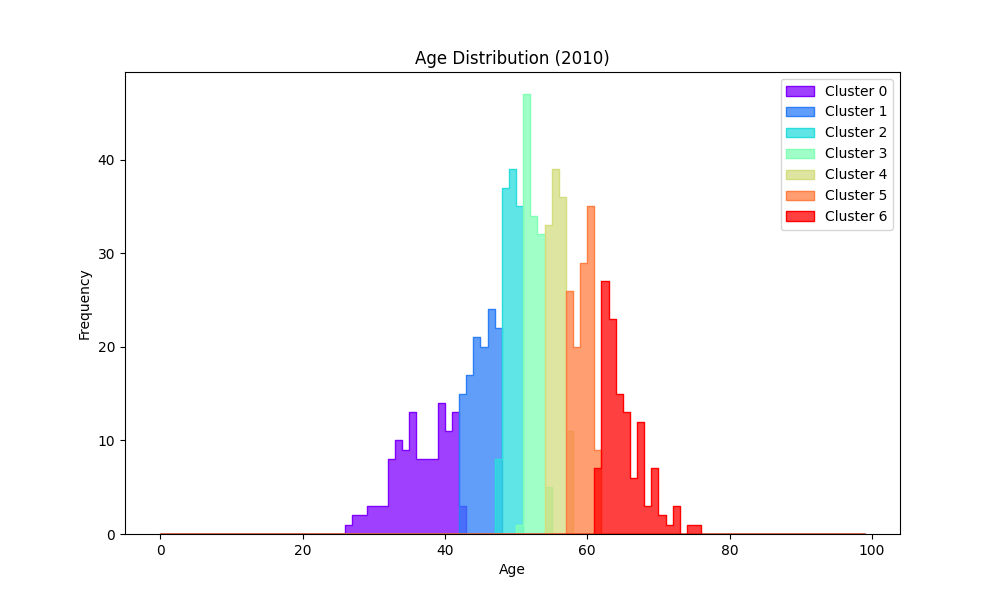 Age Distribution (2010)
Cluster 0
Cluster 1
Cluster 2
Cluster 3
Cluster 4
Cluster 5
Cluster 6
Frequency
40
30
20
10
0
0 20 40 60 80 100
Age